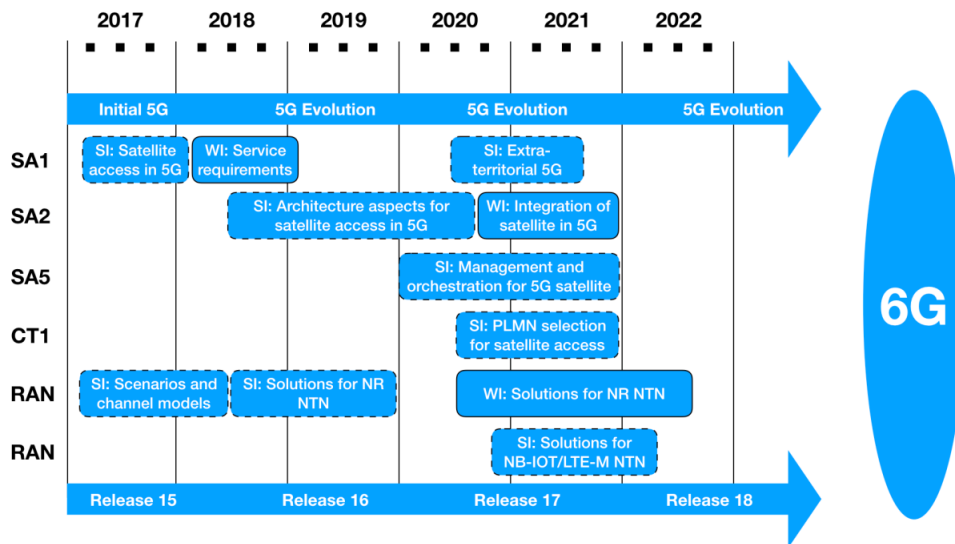 2017 2018 2019 2020 2021 2022
Initial 5G 5G Evolution 5G Evolution 5G Evolution
SA1
SI: Satellite
access in 5G
WI: Service
requirements
SI: Extra-
territorial 5G
SA2
SI: Architecture aspects for
satellite access in 5G
WI: Integration of
satellite in 5G
SA5
SI: Management and
orchestration for 5G satellite
CT1
SI: PLMN selection
for satellite access
RAN
SI: Scenarios and
channel models
SI: Solutions for NR
NTN
WI: Solutions for NR NTN
RAN
SI: Solutions for
NB-IOT/LTE-M NTN
Release 15 Release 16 Release 17 Release 18
6G